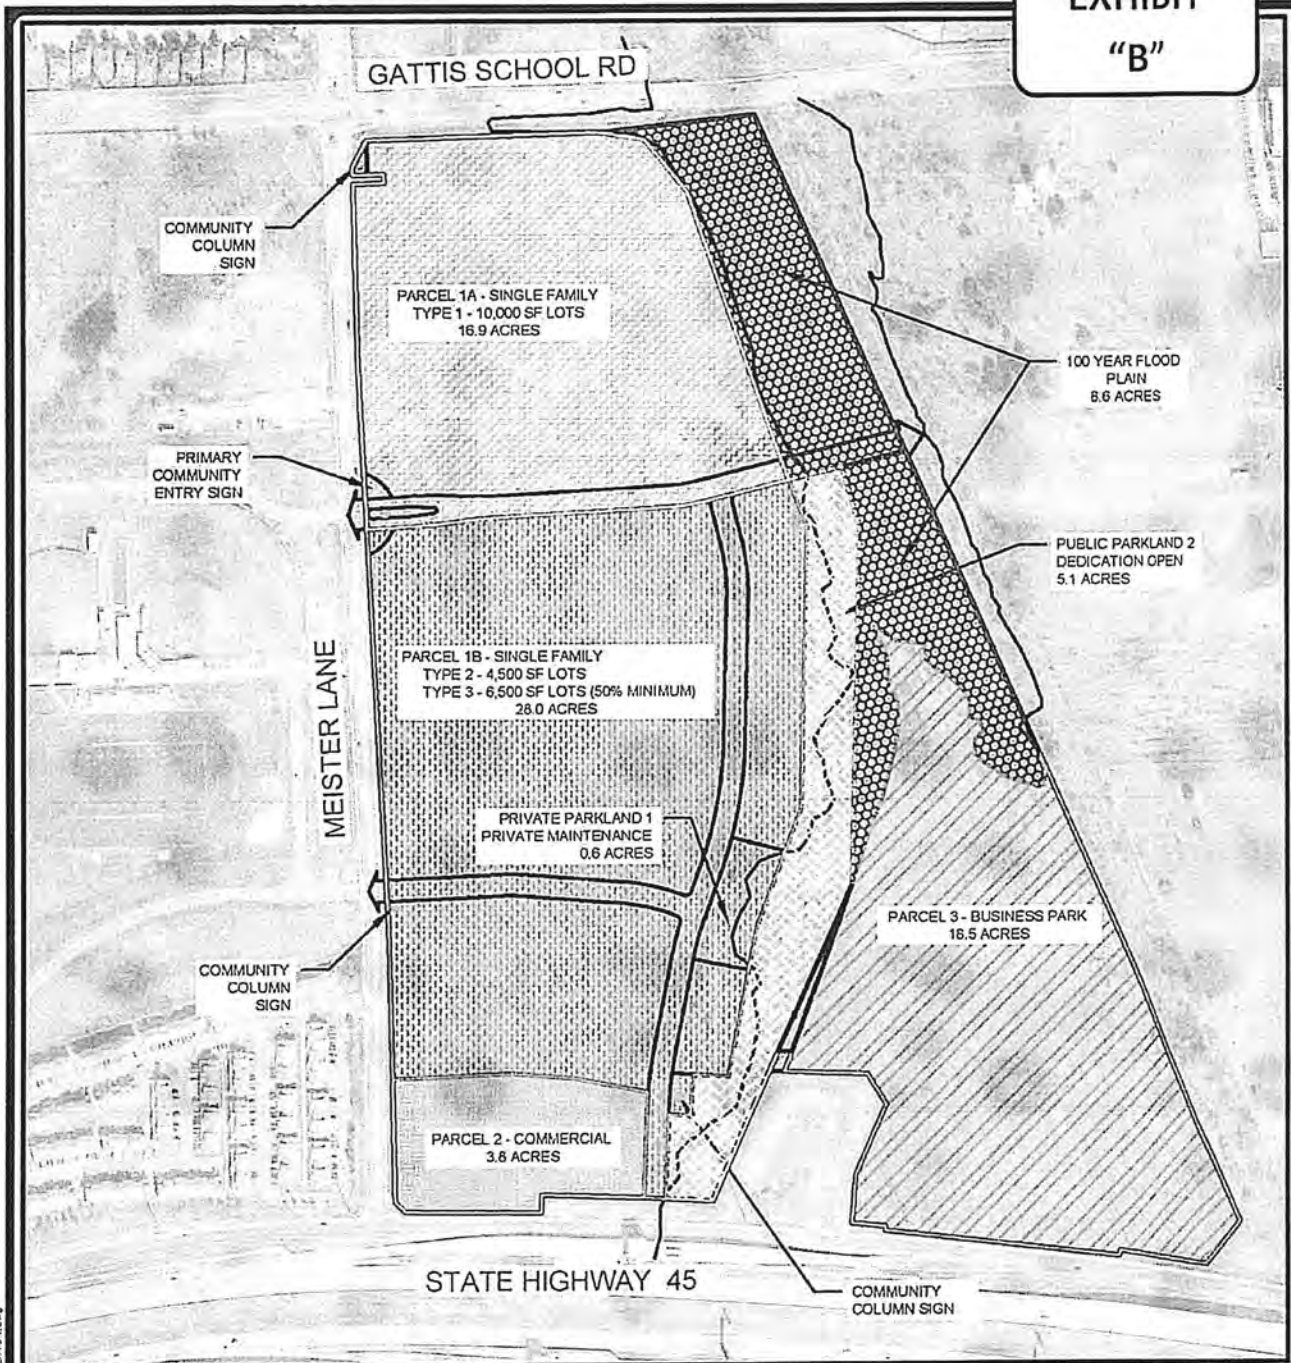 EXHIBIT
"B"
GATTIS SCHOOL RD
COMMUNITY
COLUMN
SIGN
PARCEL 1A - SINGLE FAMILY
TYPE 1 - 10,000 SF LOTS
16.9 ACRES
100 YEAR FLOOD
PLAIN
8.6 ACRES
PRIMARY
COMMUNITY
ENTRY SIGN
PUBLIC PARKLAND 2
DEDICATION OPEN
5.1 ACRES
MEISTER LANE
PARCEL 1B - SINGLE FAMILY
TYPE 2 - 4,500 SF LOTS
TYPE 3 - 6,500 SF LOTS (50% MINIMUM)
28.0 ACRES
PRIVATE PARKLAND 1
PRIVATE MAINTENANCE
0.6 ACRES
PARCEL 3 - BUSINESS PARK
18.5 ACRES
COMMUNITY
COLUMN
SIGN
PARCEL 2 - COMMERCIAL
3.8 ACRES
STATE HIGHWAY 45
COMMUNITY
COLUMN SIGN